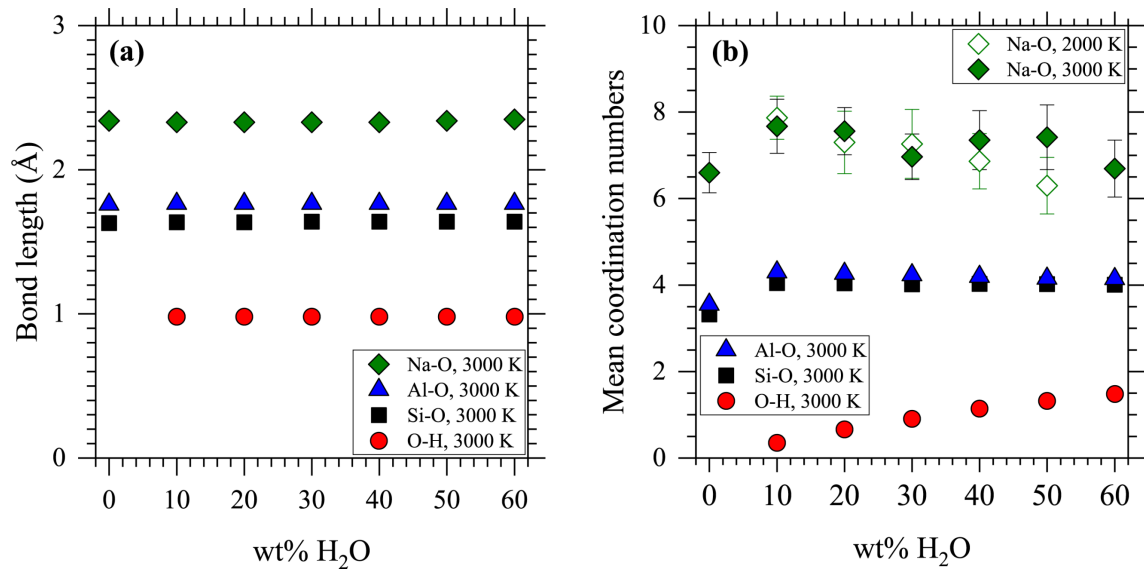 (a)
3
2
1
0
Bond length (Å)
Na-O, 3000 K
Al-O, 3000 K
Si-O, 3000 K
O-H, 3000 K
0 10 20 30 40 50 60
wt% H₂O
(b)
10
8
6
4
2
0
Mean coordination numbers
Na-O, 2000 K
Na-O, 3000 K
Al-O, 3000 K
Si-O, 3000 K
O-H, 3000 K
0 10 20 30 40 50 60
wt% H₂O